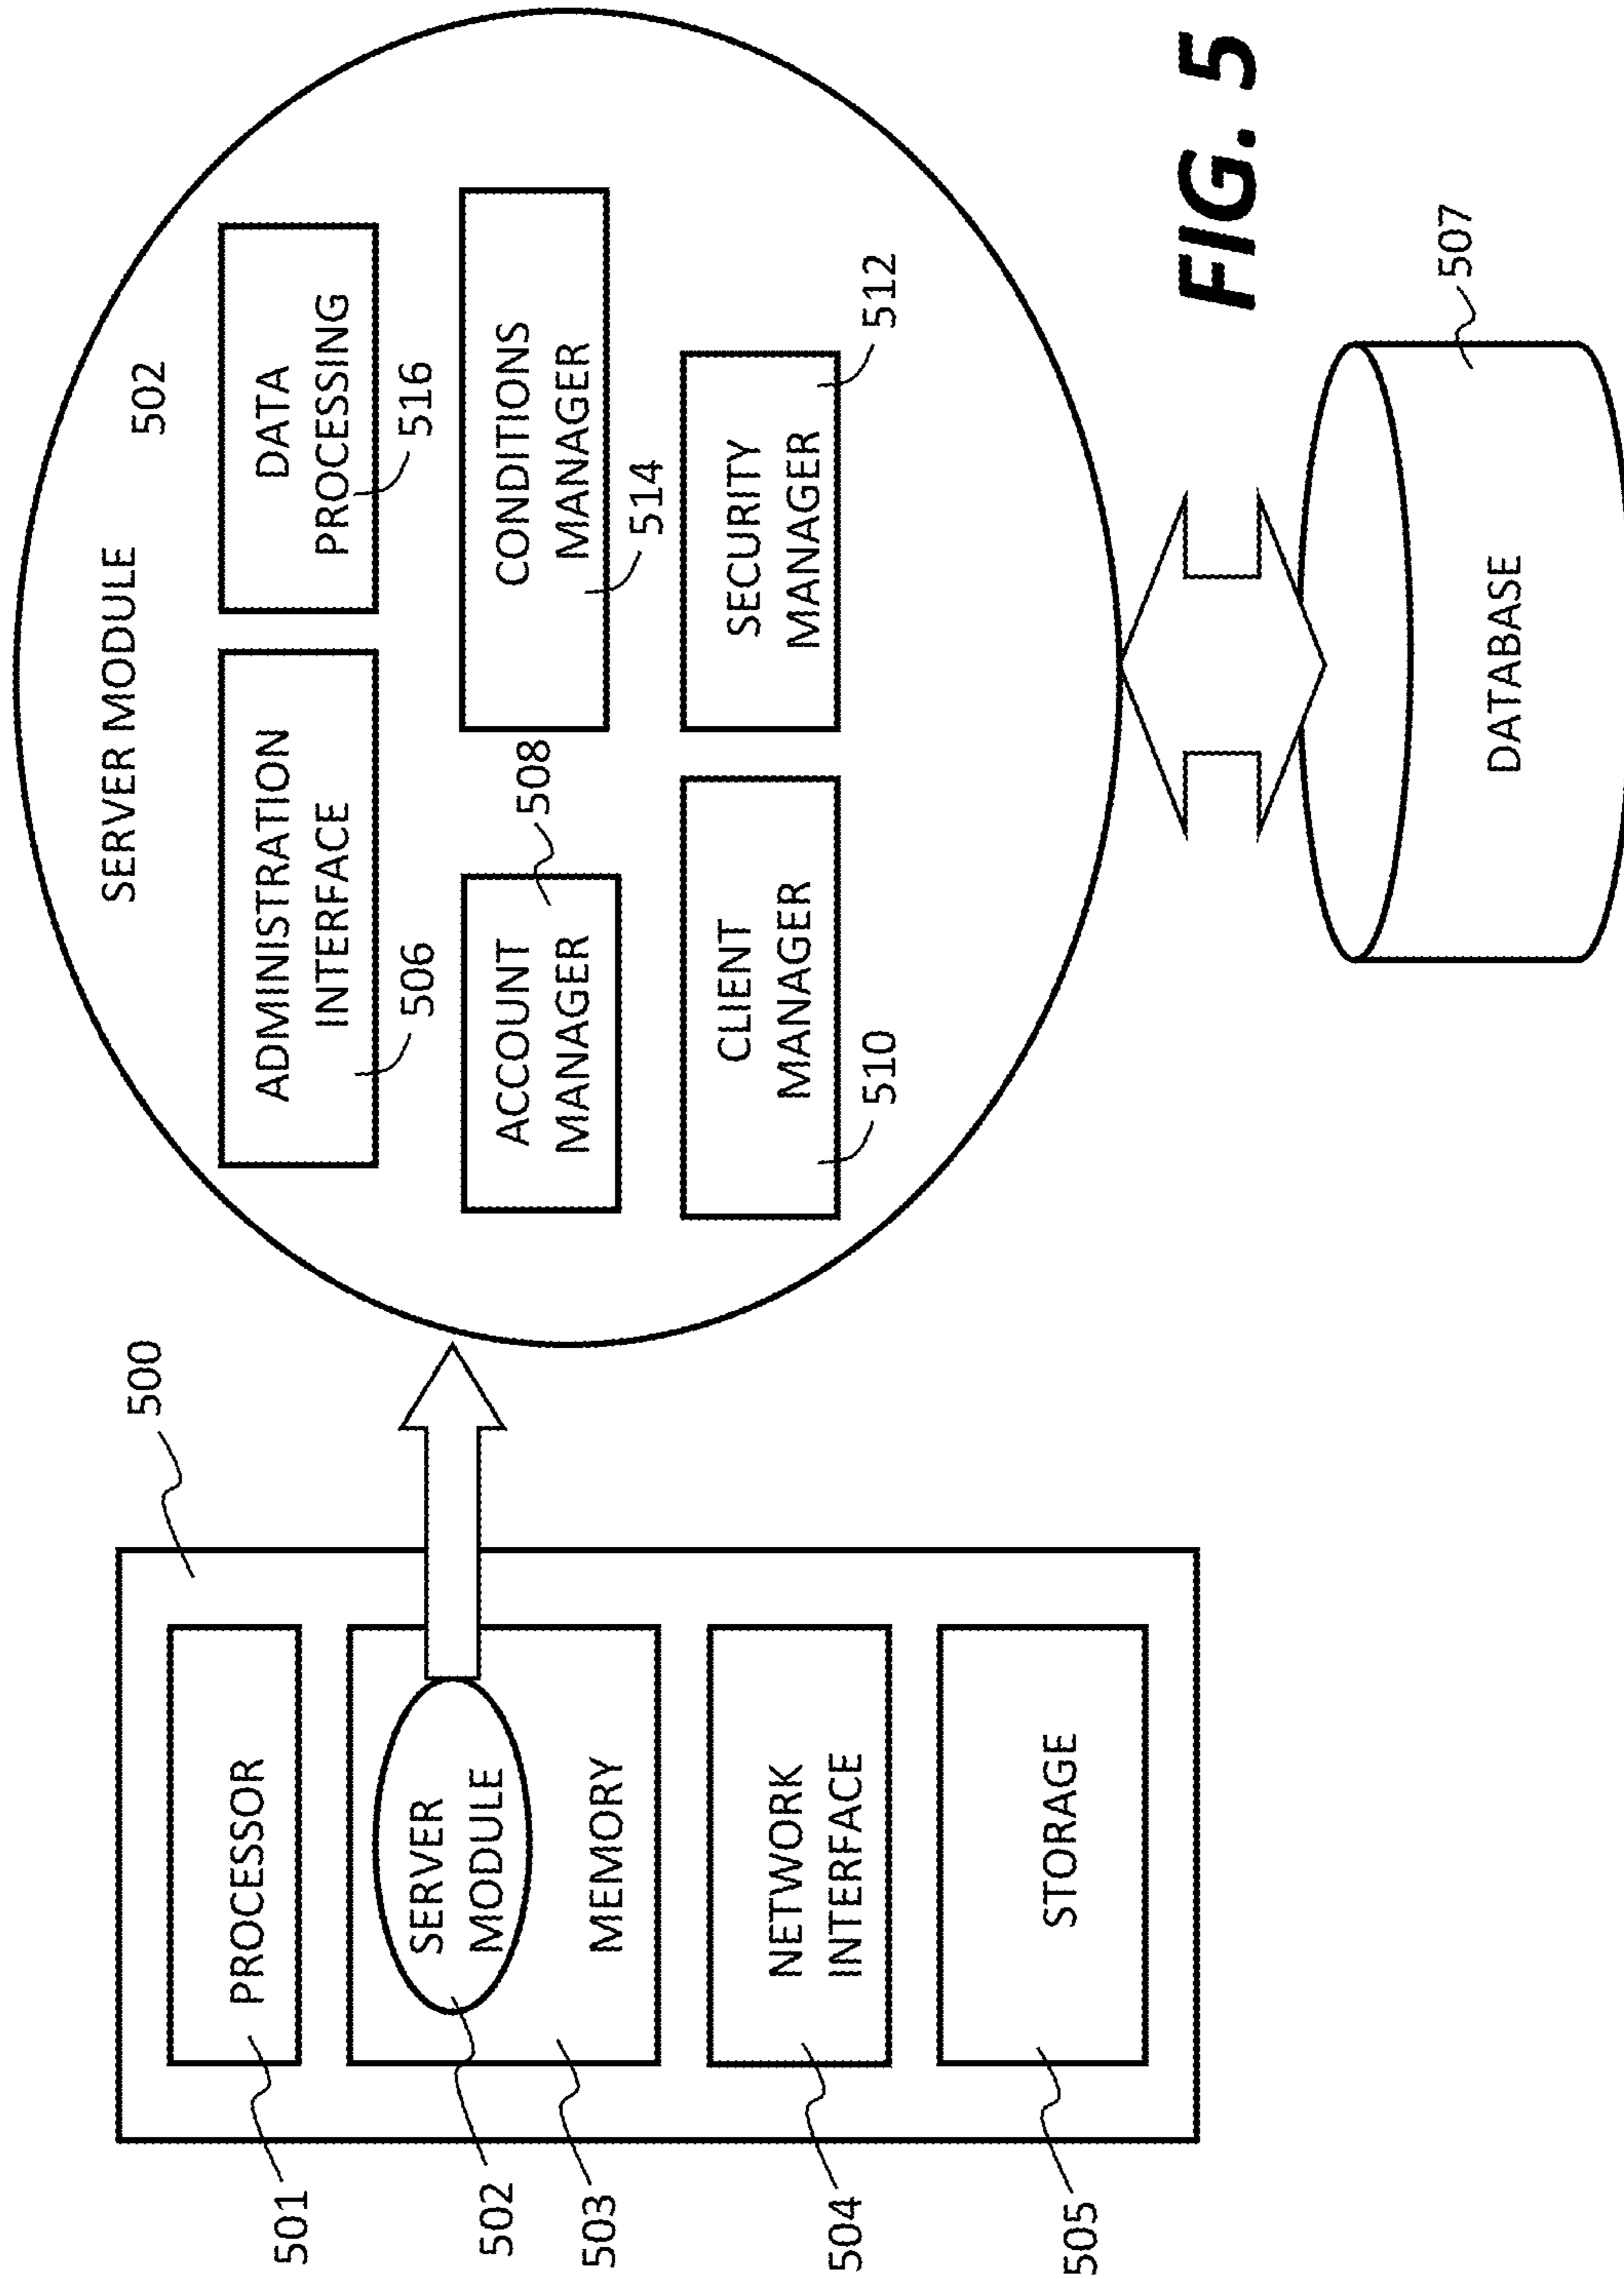 500
501
PROCESSOR
502
SERVER
MODULE
503
MEMORY
504
NETWORK
INTERFACE
505
STORAGE
SERVER MODULE
502
ADMINISTRATION
INTERFACE
506
DATA
PROCESSING
516
ACCOUNT
MANAGER
508
CONDITIONS
MANAGER
514
CLIENT
MANAGER
510
SECURITY
MANAGER
512
DATABASE
507
FIG. 5